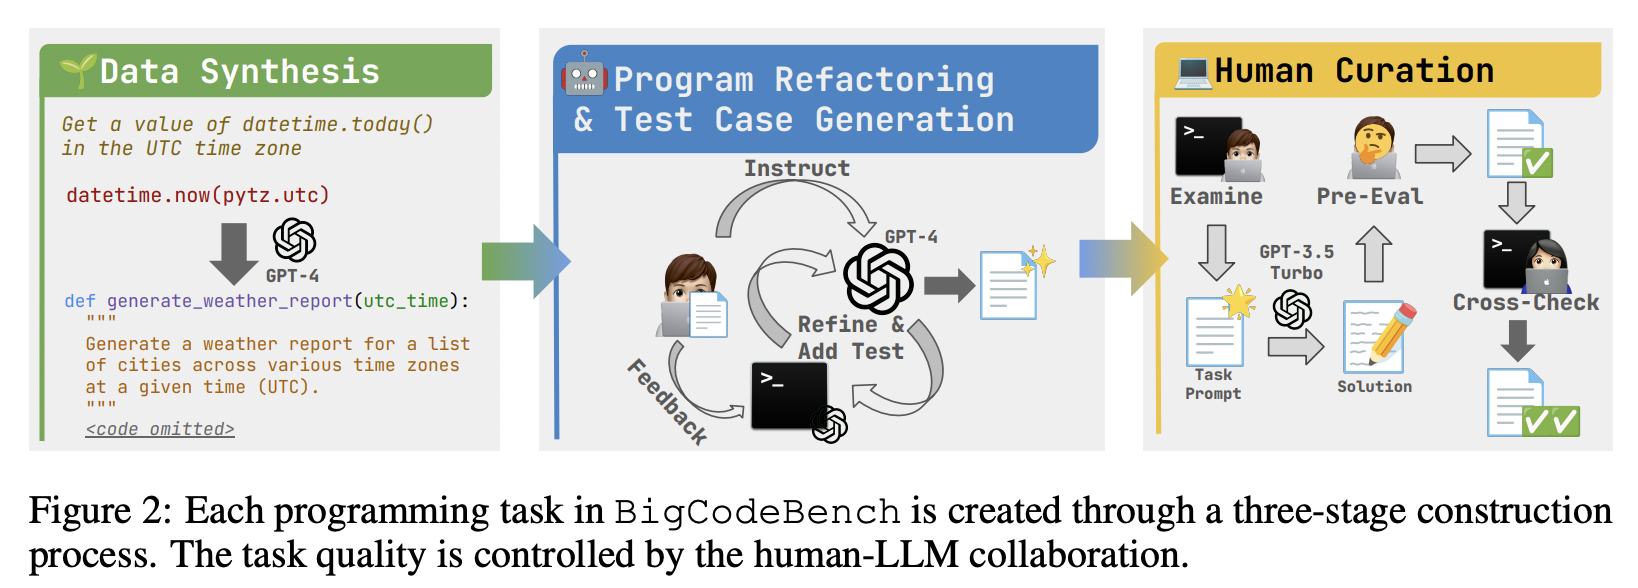 Data Synthesis
Get a value of datetime.today()
in the UTC time zone
datetime.now(pytz.utc)
GPT-4
def generate_weather_report(utc_time):
"""
Generate a weather report for a list
of cities across various time zones
at a given time (UTC).
"""
<code omitted>
Program Refactoring
& Test Case Generation
Instruct
GPT-4
Refine &
Add Test
>_
Feedback
Human Curation
>_
Examine
Pre-Eval
GPT-3.5
Turbo
Task
Prompt
Solution
>_
Cross-Check
Figure 2: Each programming task in BigCodeBench is created through a three-stage construction
process. The task quality is controlled by the human-LLM collaboration.